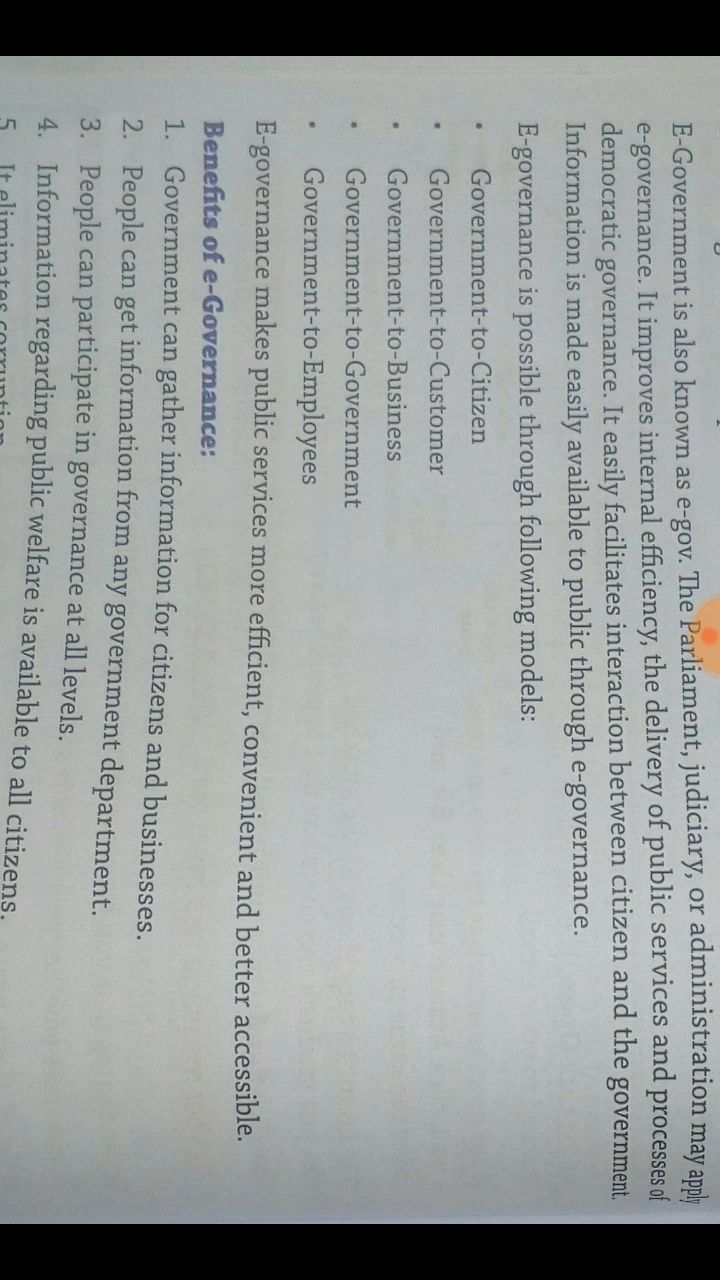 E-Government is also known as e-gov. The Parliament, judiciary, or administration may apply
e-governance. It improves internal efficiency, the delivery of public services and processes of
democratic governance. It easily facilitates interaction between citizen and the government.
Information is made easily available to public through e-governance.
E-governance is possible through following models:
• Government-to-Citizen
• Government-to-Customer
• Government-to-Business
• Government-to-Government
• Government-to-Employees
E-governance makes public services more efficient, convenient and better accessible.
Benefits of e-Governance:
1. Government can gather information for citizens and businesses.
2. People can get information from any government department.
3. People can participate in governance at all levels.
4. Information regarding public welfare is available to all citizens.
5. It eliminates corruption